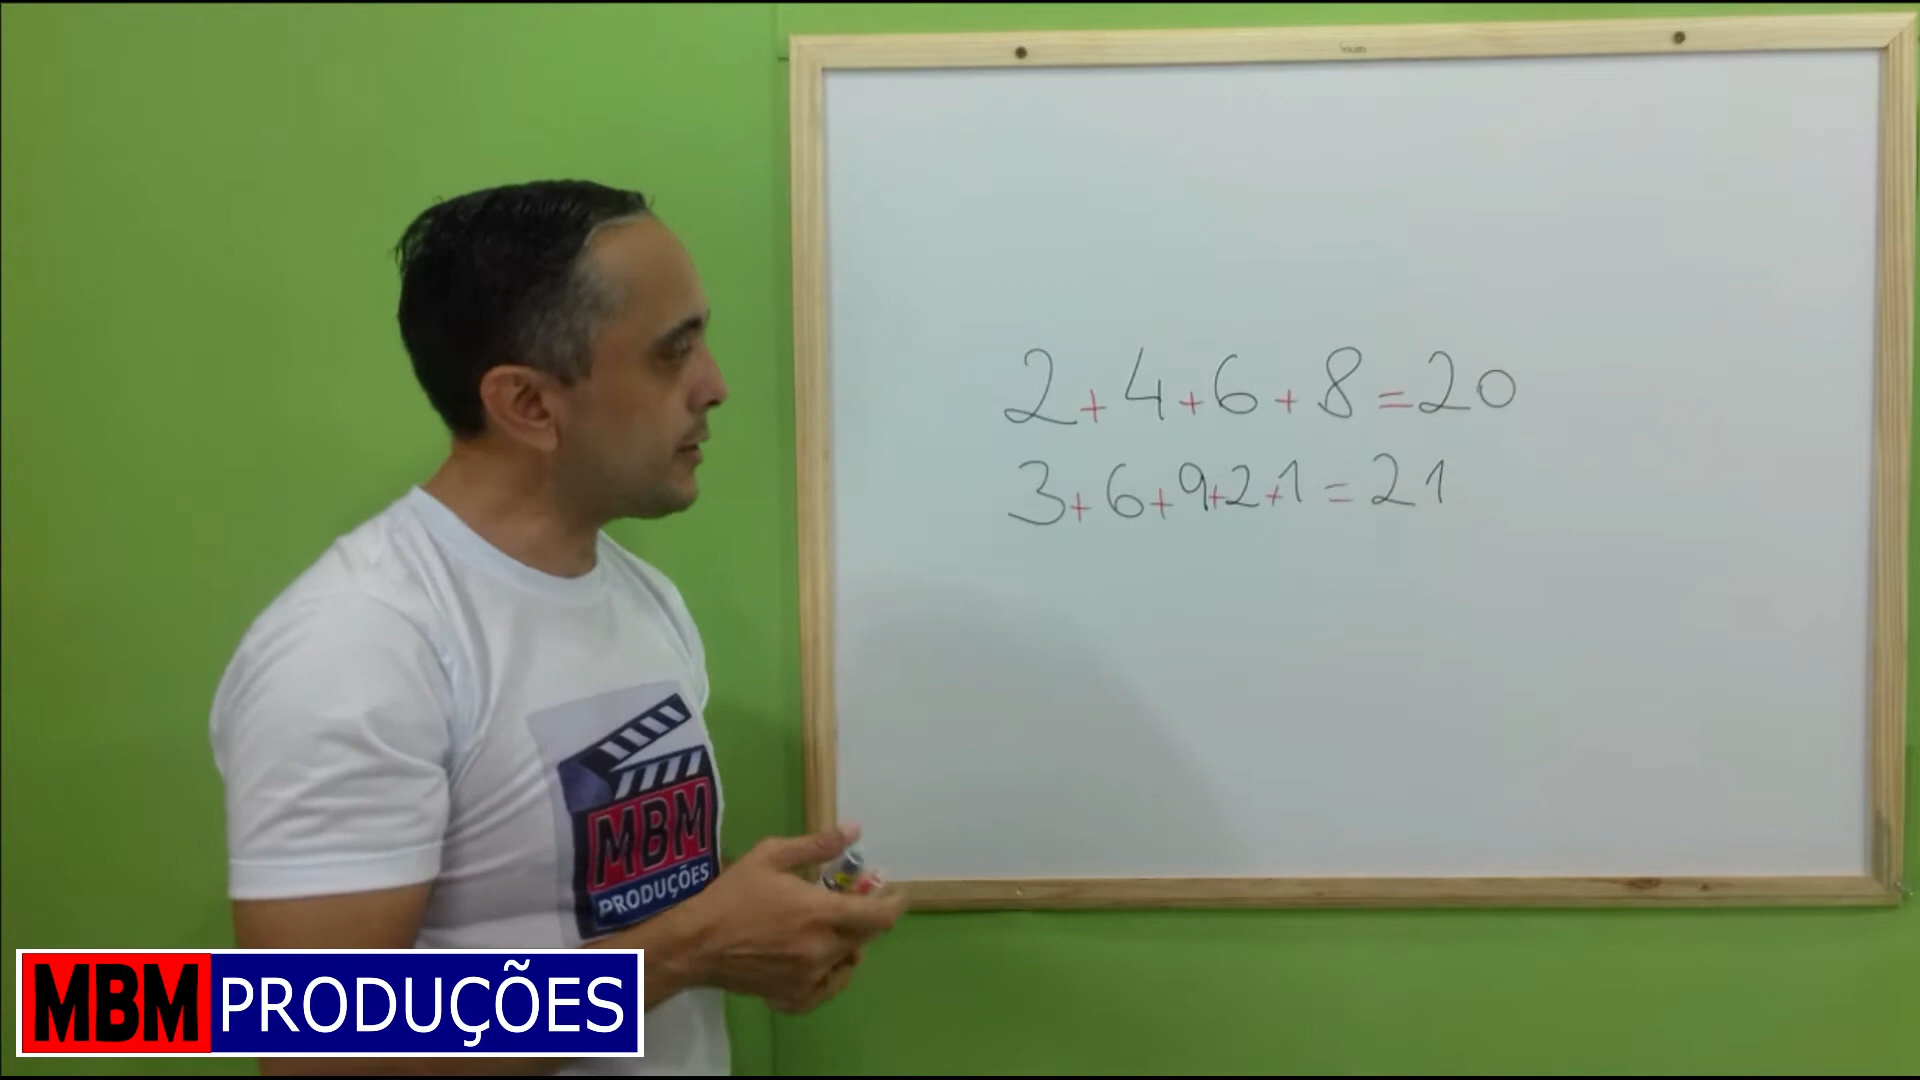 2+4+6+8=20
3+6+9+2+1=21
MBM
PRODUÇÕES
MBM PRODUÇÕES